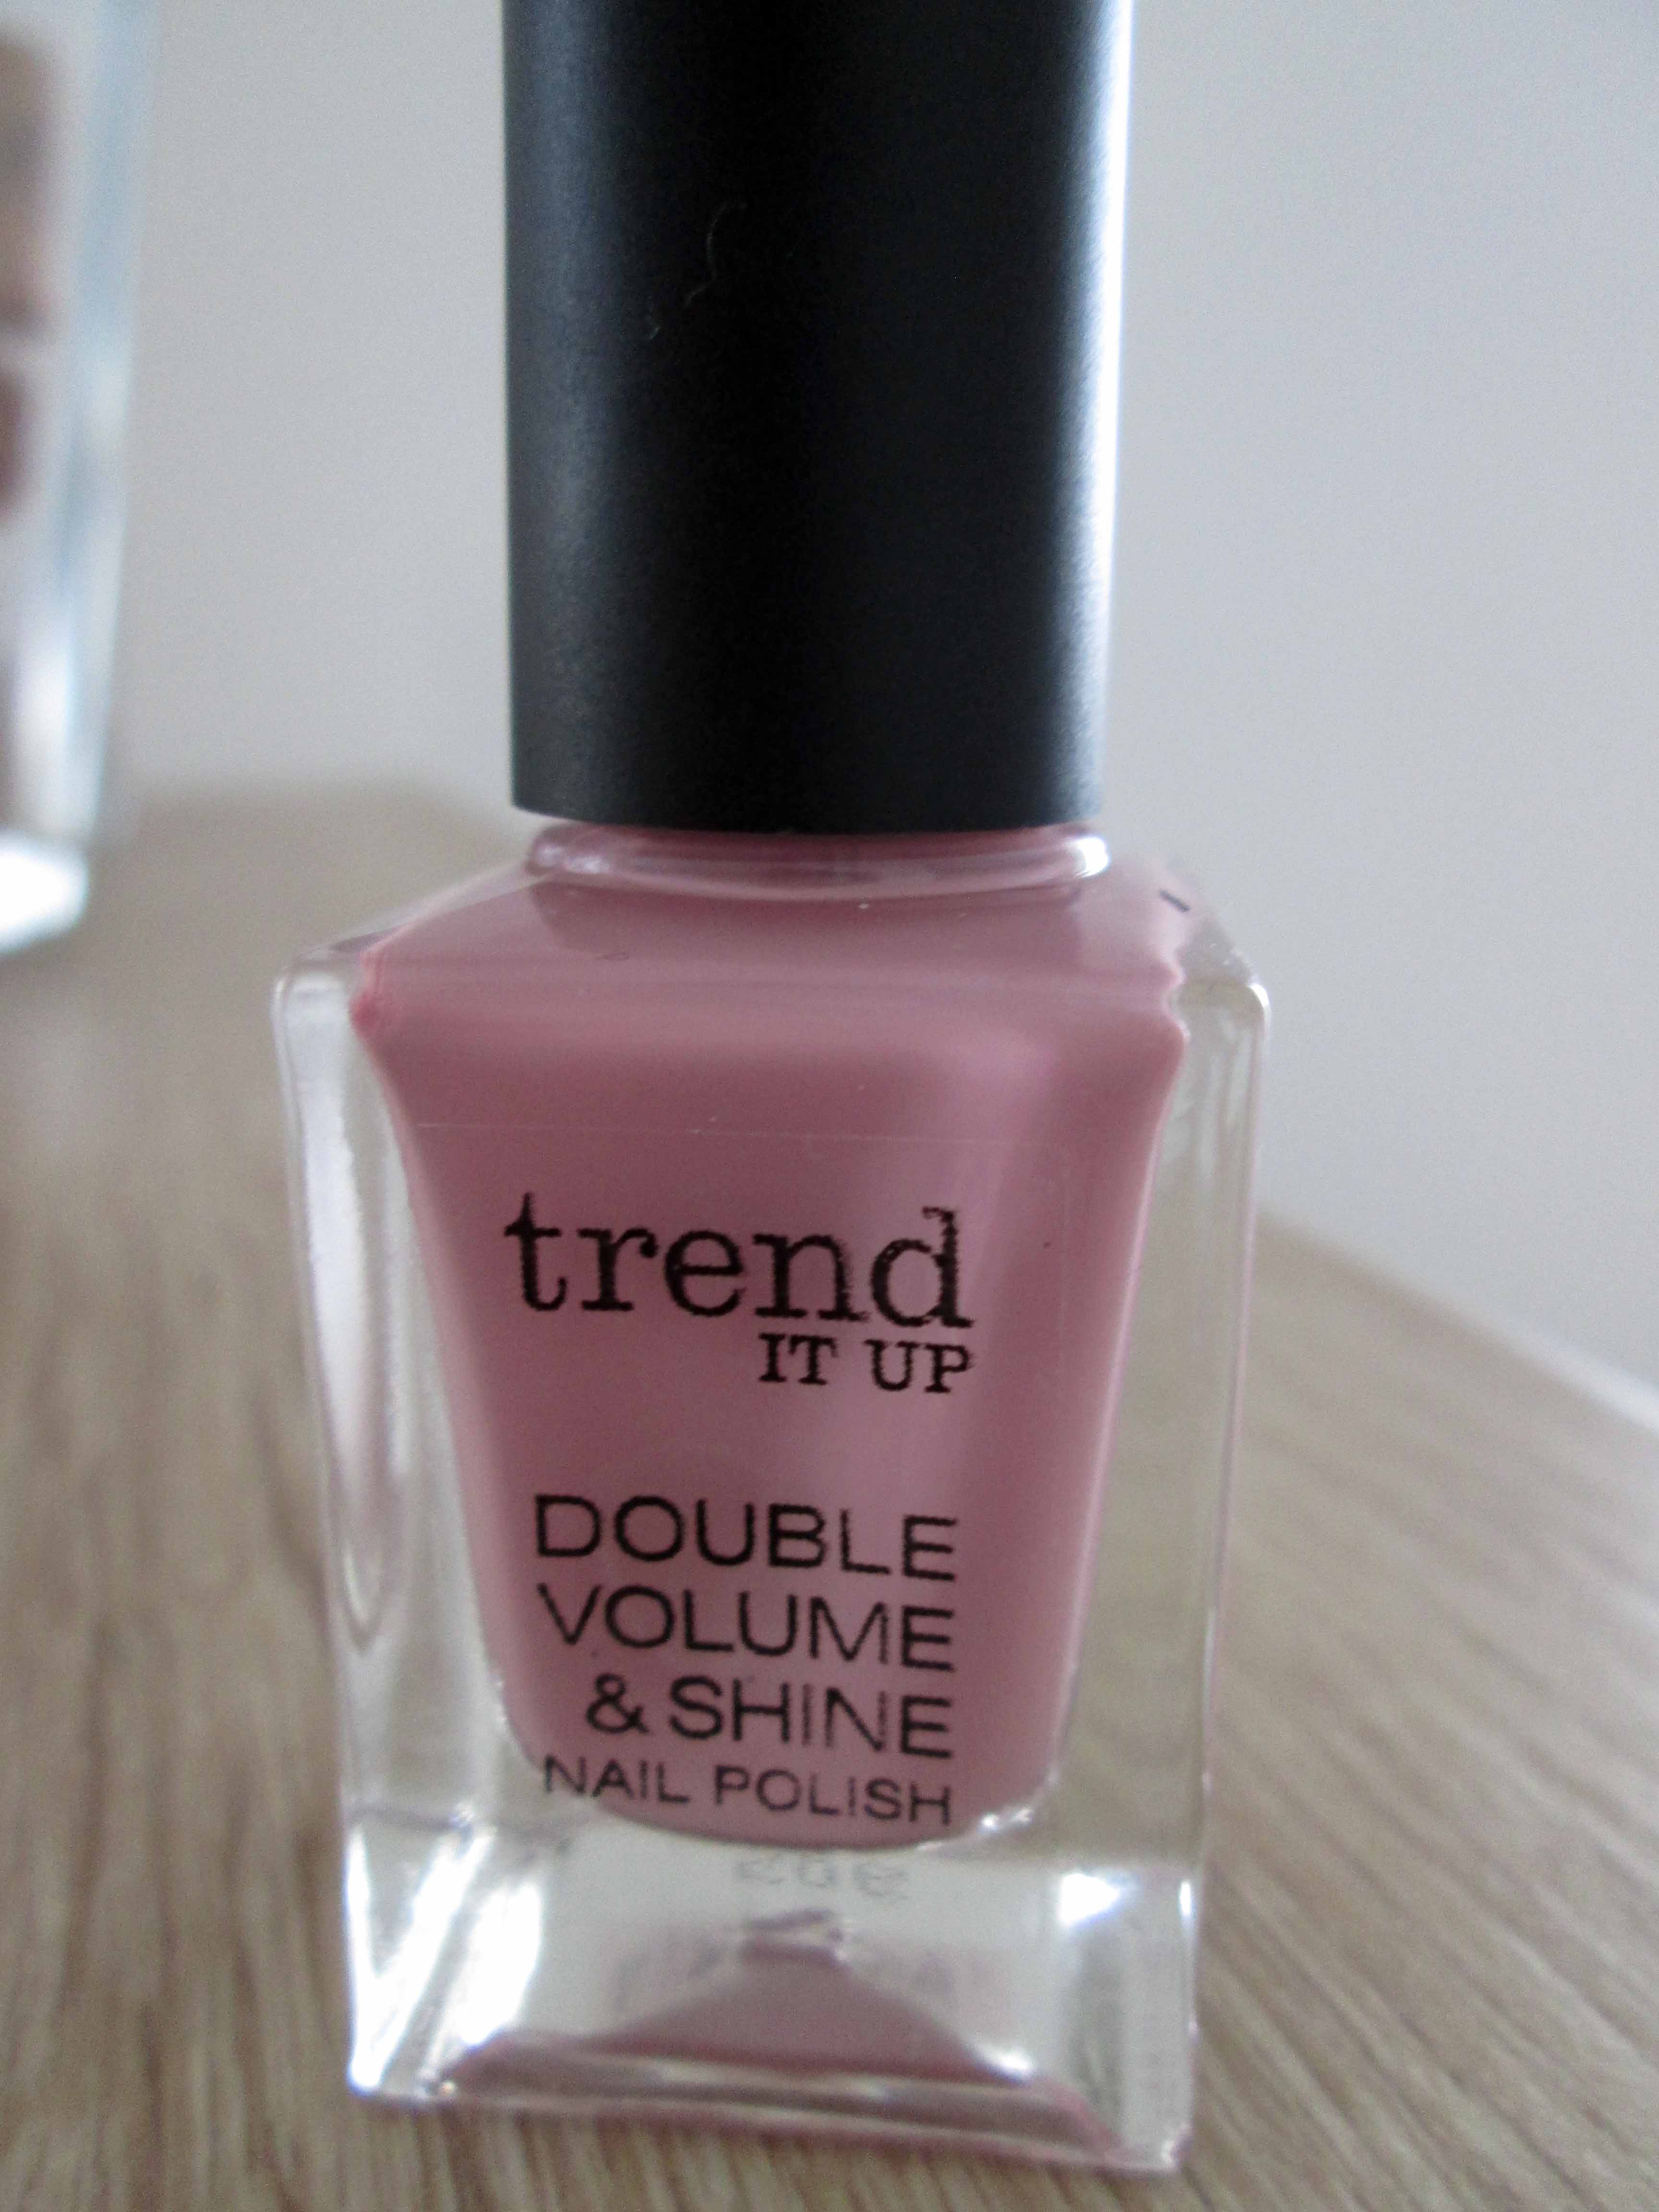 trend
IT UP
DOUBLE
VOLUME
& SHINE
NAIL POLISH